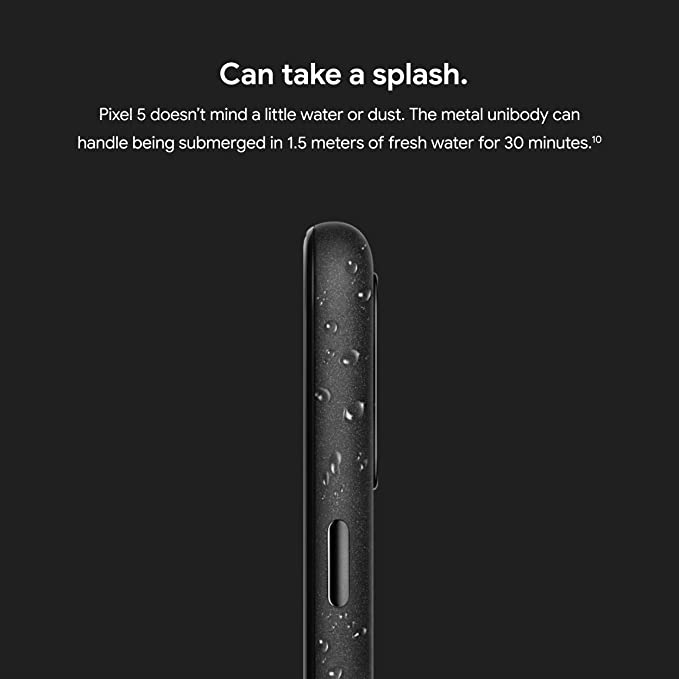 Can take a splash.
Pixel 5 doesn’t mind a little water or dust. The metal unibody can
handle being submerged in 1.5 meters of fresh water for 30 minutes.¹⁰